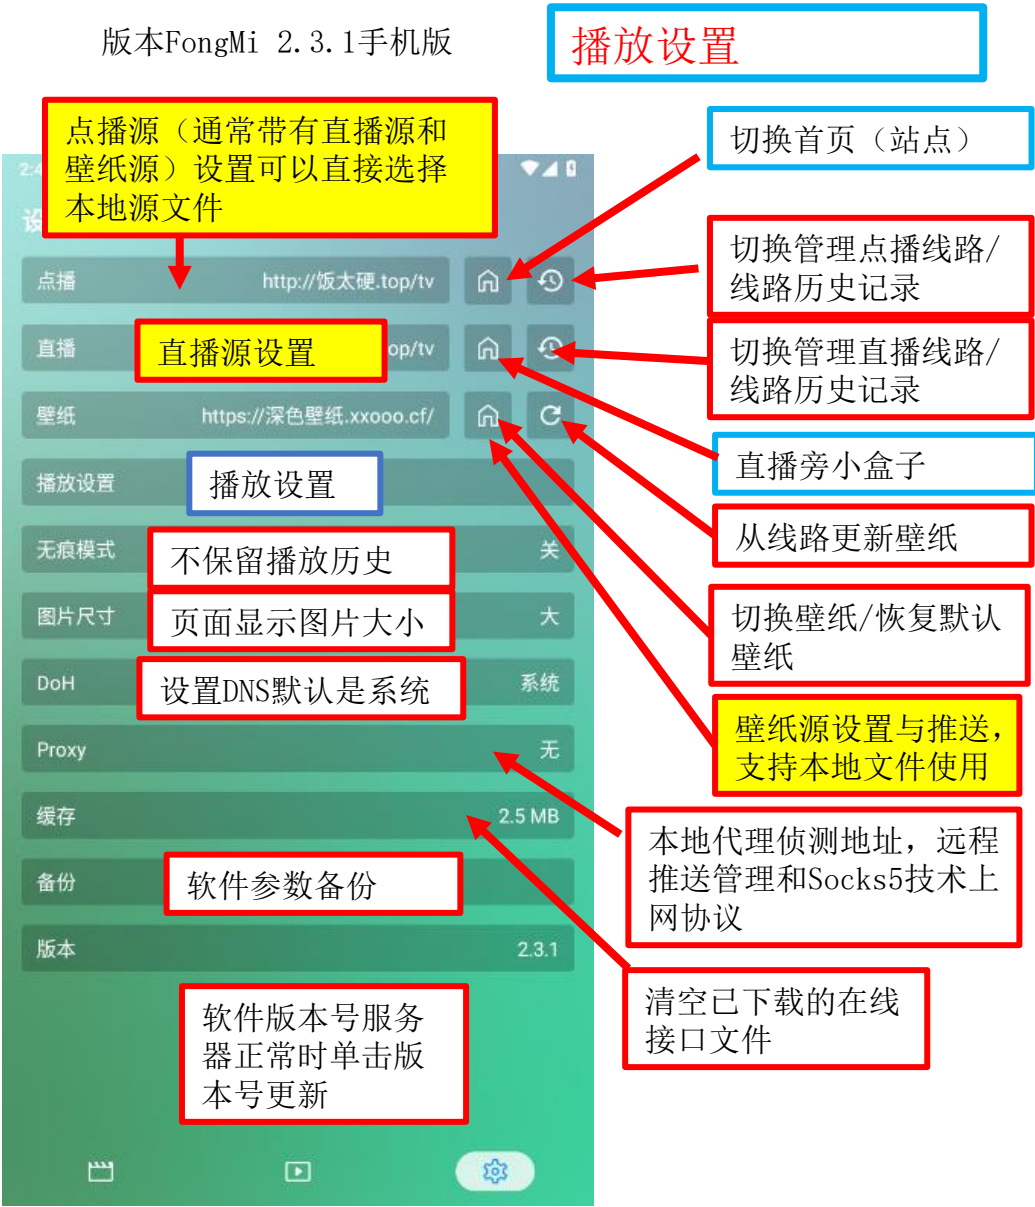 版本FongMi 2.3.1手机版
播放设置
点播源（通常带有直播源和
壁纸源）设置可以直接选择
本地源文件
切换首页（站点）
切换管理点播线路/
线路历史记录
点播
http://饭太硬.top/tv
直播
直播源设置
op/tv
切换管理直播线路/
线路历史记录
壁纸
https://深色壁纸.xxooo.cf/
直播旁小盒子
播放设置
播放设置
从线路更新壁纸
无痕模式
不保留播放历史
关
图片尺寸
页面显示图片大小
大
切换壁纸/恢复默认
壁纸
DoH
设置DNS默认是系统
系统
壁纸源设置与推送，
支持本地文件使用
Proxy
无
缓存
2.5 MB
本地代理侦测地址，远程
推送管理和Socks5技术上
网协议
备份
软件参数备份
版本
2.3.1
清空已下载的在线
接口文件
软件版本号服务
器正常时单击版
本号更新